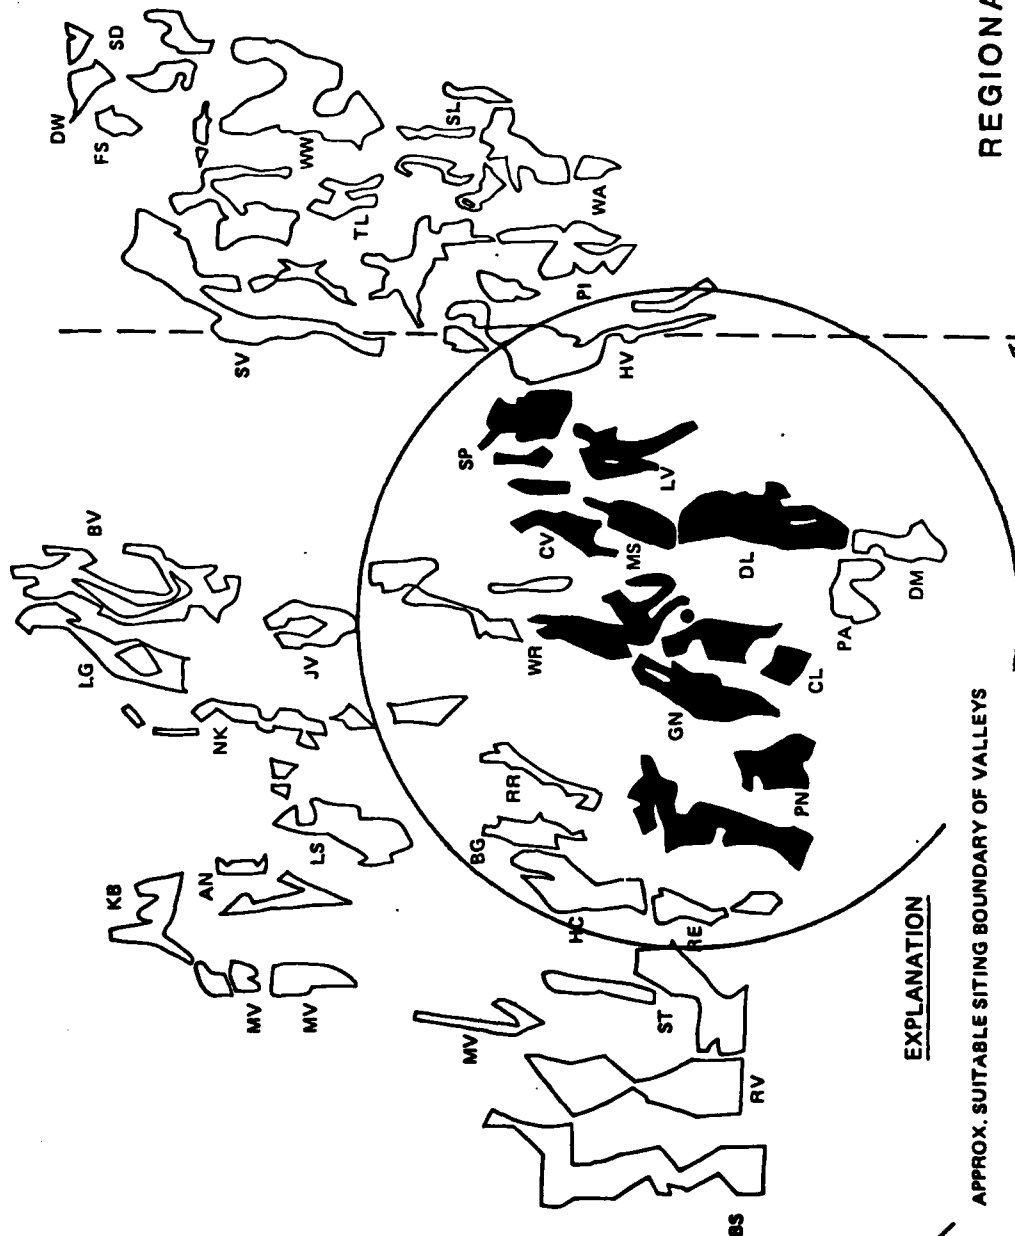 REGIONA
DW
SD
FS
WW
SL
TL
WA
SV
PI
HV
BV
SP
LV
CV
MS
DL
DM
LG
JV
WR
PA
NK
GN
CL
RR
LS
BG
PN
KB
AN
HC
RE
MV
MV
MV
ST
RV
BS
EXPLANATION
APPROX. SUITABLE SITING BOUNDARY OF VALLEYS